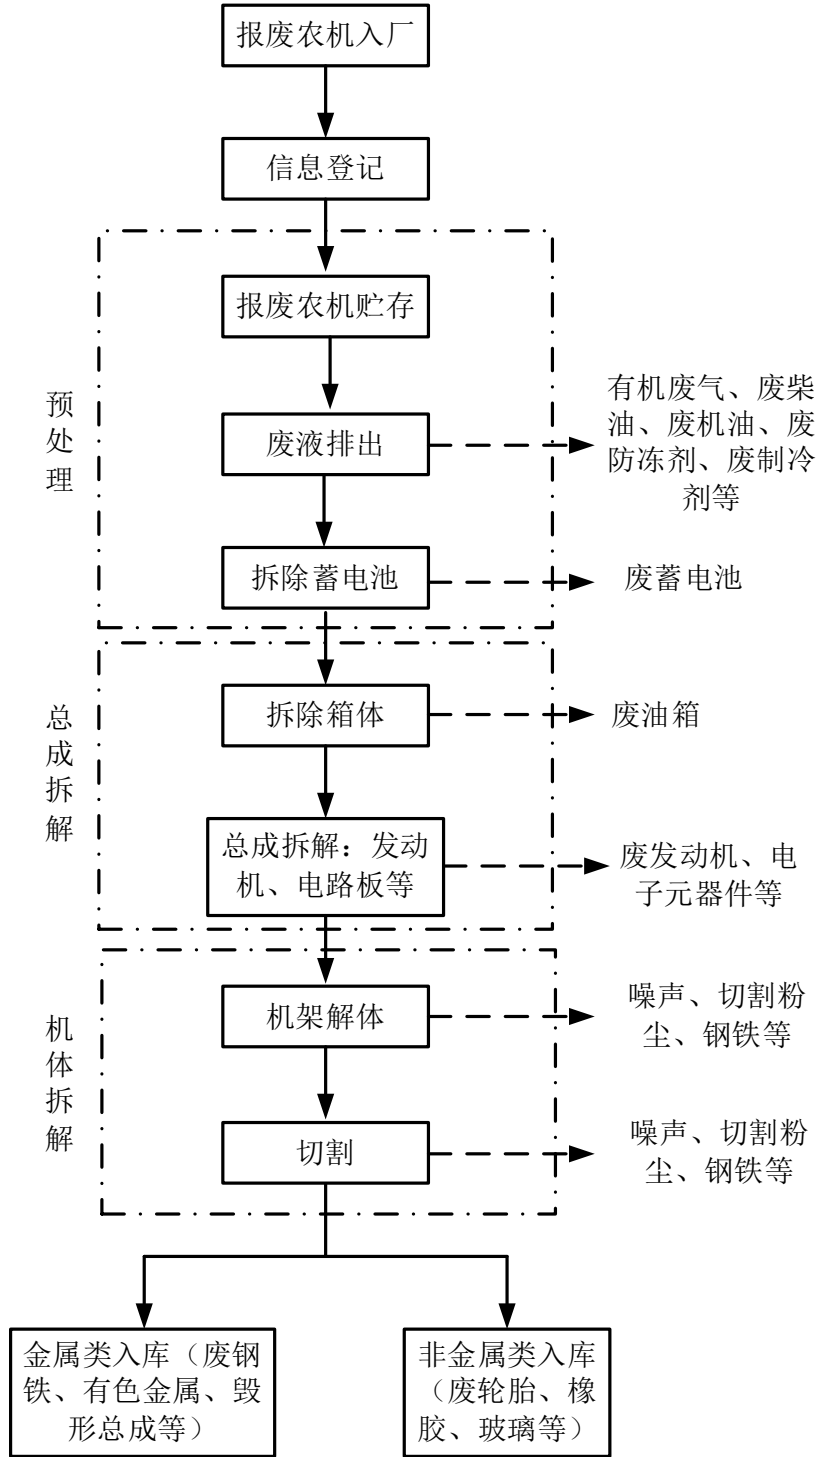 报废农机入厂
信息登记
报废农机贮存
预
处
理
废液排出
有机废气、废柴
油、废机油、废
防冻剂、废制冷
剂等
拆除蓄电池
废蓄电池
总
成
拆
解
拆除箱体
废油箱
总成拆解：发动
机、电路板等
废发动机、电
子元器件等
机
体
拆
解
机架解体
噪声、切割粉
尘、钢铁等
切割
噪声、切割粉
尘、钢铁等
金属类入库（废钢
铁、有色金属、毁
形总成等）
非金属类入库
（废轮胎、橡
胶、玻璃等）